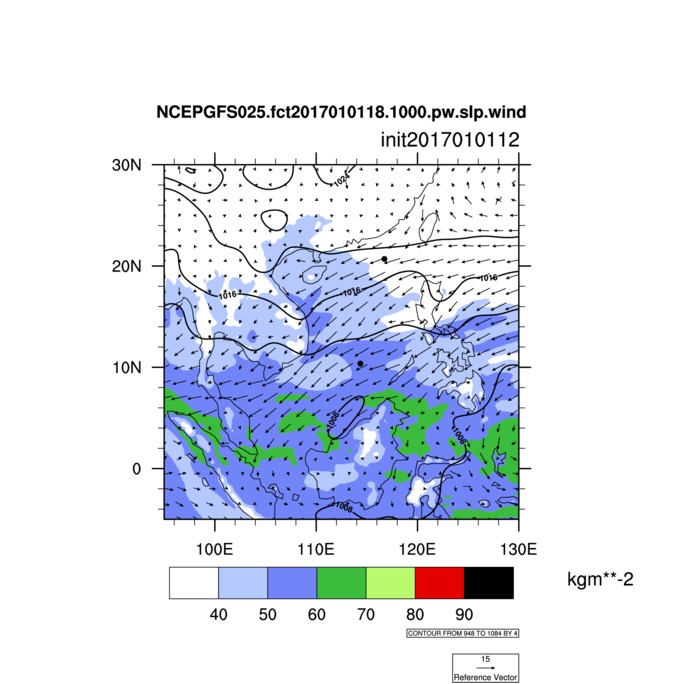 NCEPGFS025.fct2017010118.1000.pw.slp.wind
init2017010112
30N
1024
20N
1016
1016
1016
10N
1008
1008
0
1008
100E 110E 120E 130E
kgm**-2
40 50 60 70 80 90
CONTOUR FROM 948 TO 1084 BY 4
15
Reference Vector